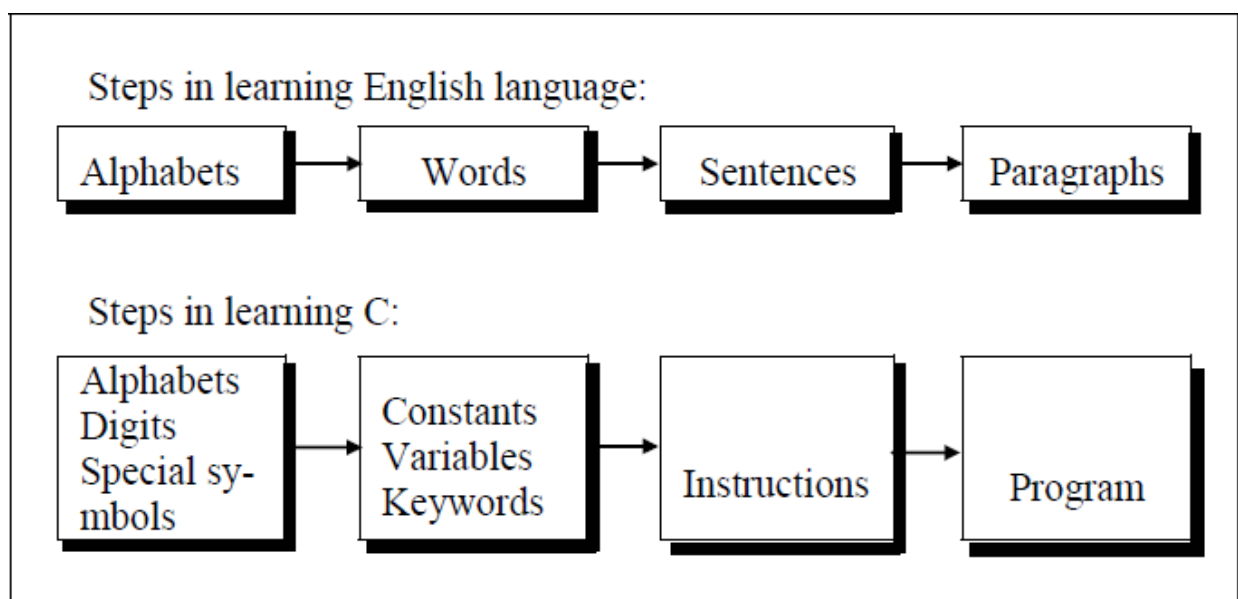 Steps in learning English language:
Alphabets
Words
Sentences
Paragraphs
Steps in learning C:
Alphabets
Digits
Special sy-
mbols
Constants
Variables
Keywords
Instructions
Program